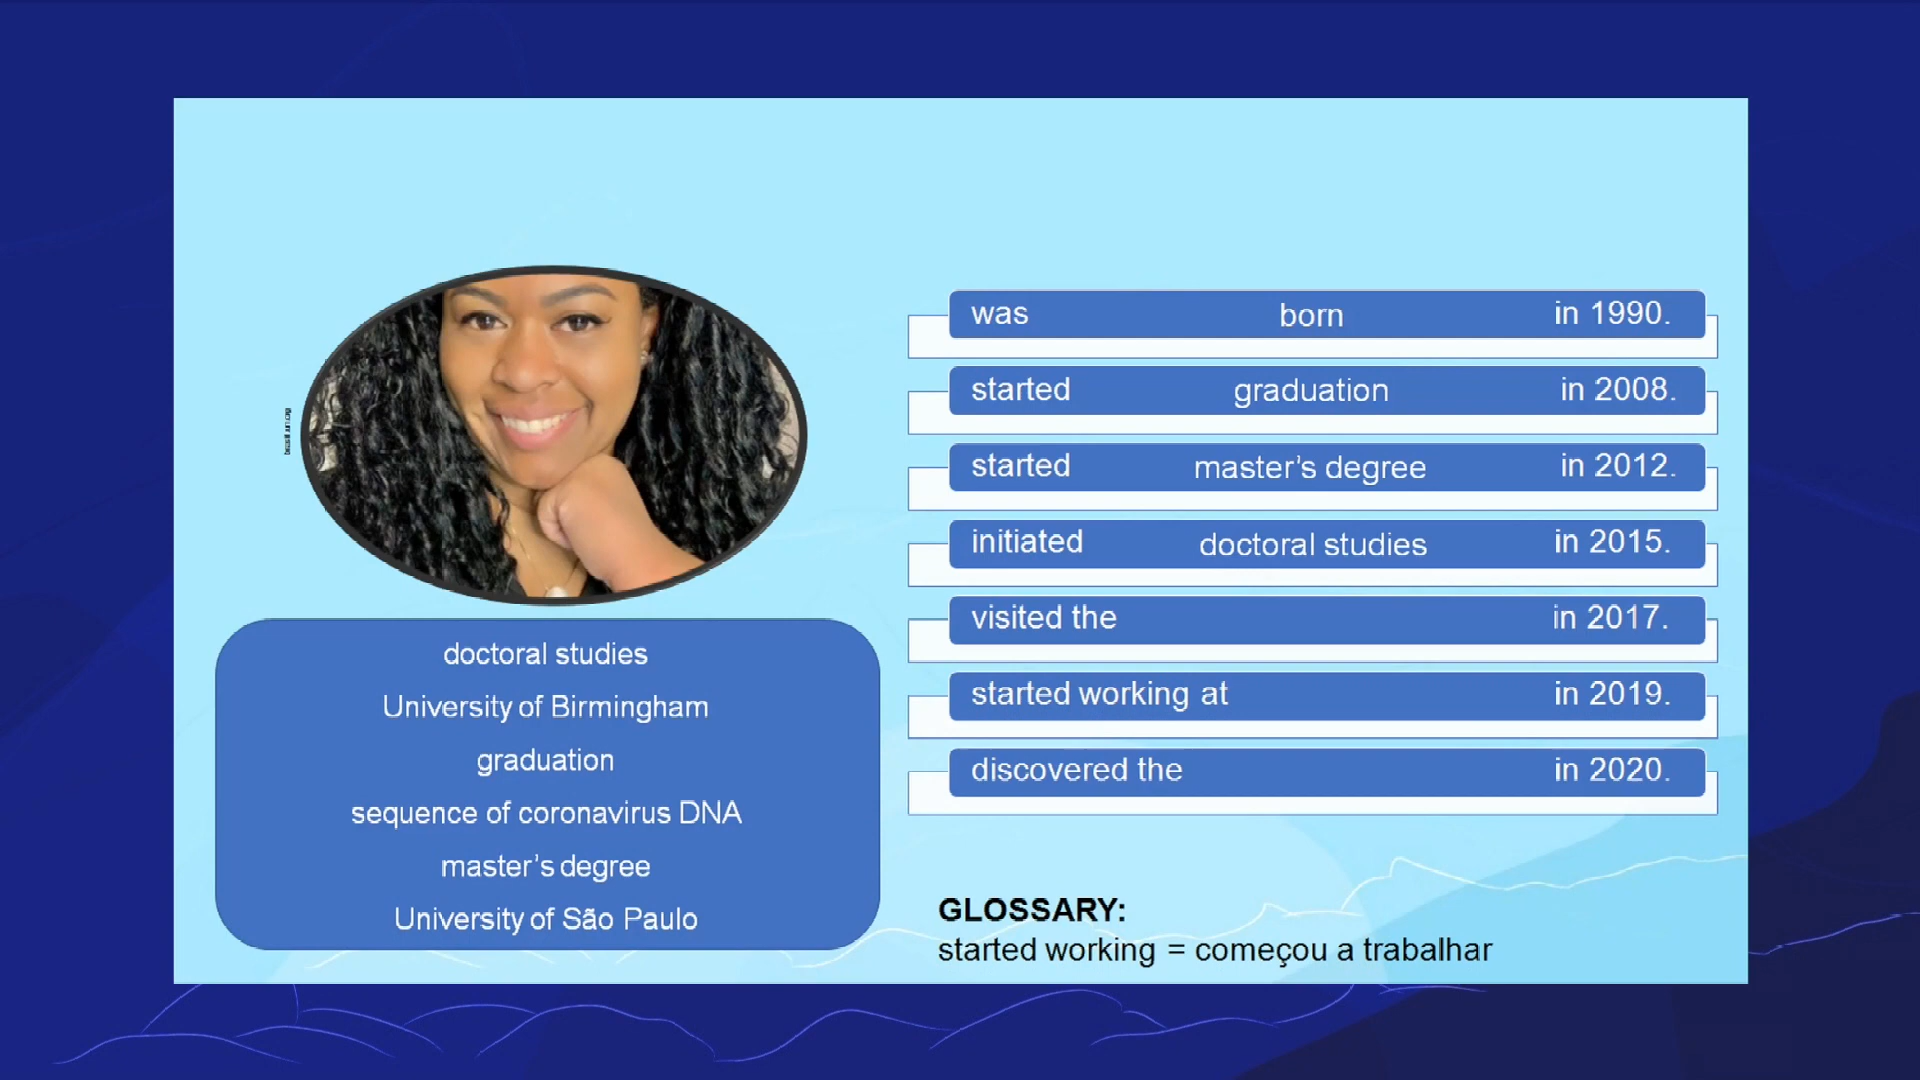 was born in 1990.
started graduation in 2008.
started master's degree in 2012.
initiated doctoral studies in 2015.
visited the in 2017.
started working at in 2019.
discovered the in 2020.
doctoral studies
University of Birmingham
graduation
sequence of coronavirus DNA
master's degree
University of São Paulo
GLOSSARY:
started working = começou a trabalhar